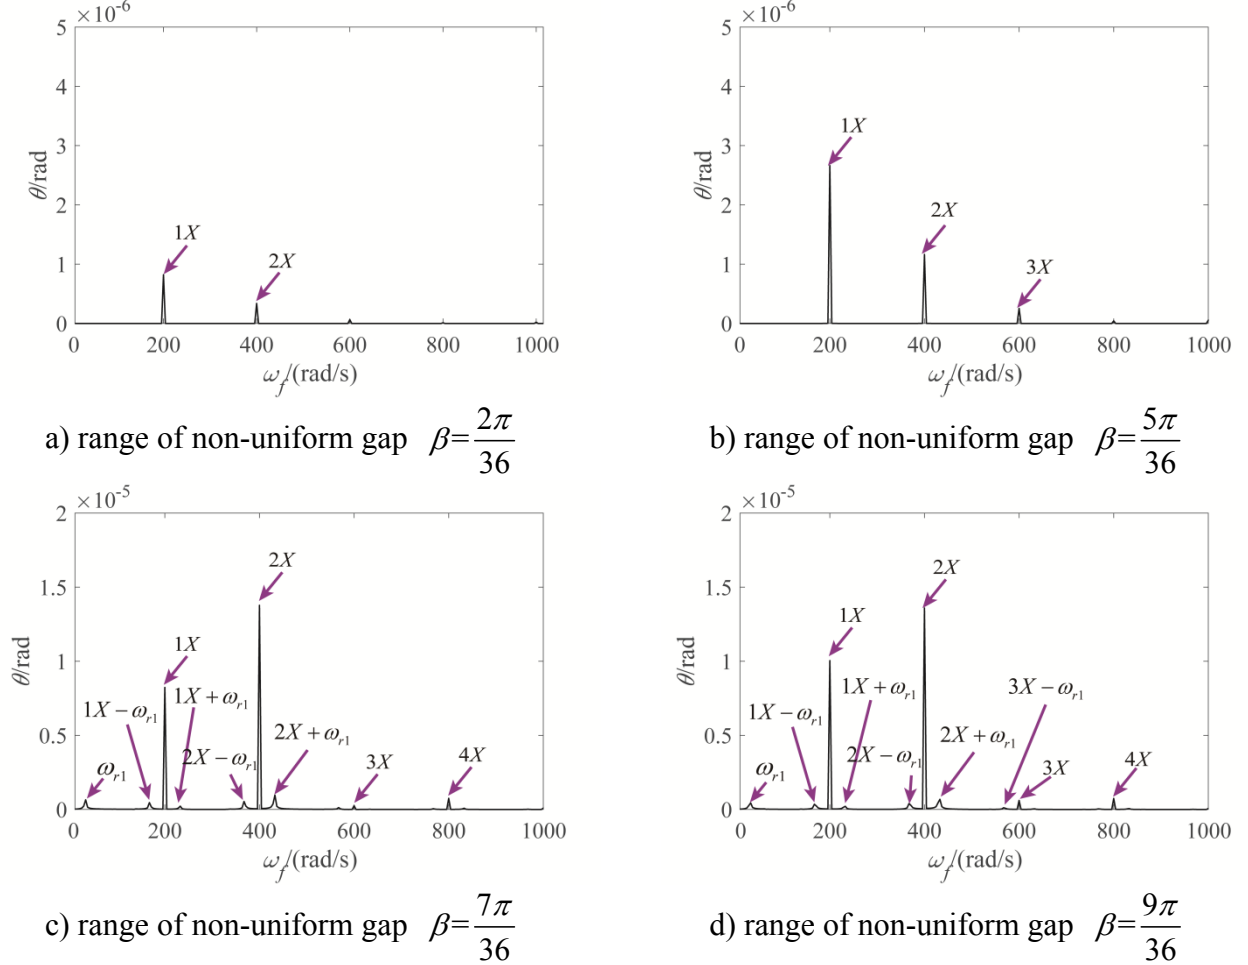 ×10⁻⁶
5
4
3
2
1
0
θ/rad
1X
2X
0 200 400 600 800 1000
ω_f/(rad/s)
a) range of non-uniform gap β=2π/36
×10⁻⁶
5
4
3
2
1
0
θ/rad
1X
2X
3X
0 200 400 600 800 1000
ω_f/(rad/s)
b) range of non-uniform gap β=5π/36
×10⁻⁵
2
1.5
1
0.5
0
θ/rad
2X
1X
1X − ω_r1
1X + ω_r1
2X − ω_r1
2X + ω_r1
ω_r1
3X
4X
0 200 400 600 800 1000
ω_f/(rad/s)
c) range of non-uniform gap β=7π/36
×10⁻⁵
2
1.5
1
0.5
0
θ/rad
2X
1X
1X − ω_r1
1X + ω_r1
3X − ω_r1
2X − ω_r1
2X + ω_r1
ω_r1
3X
4X
0 200 400 600 800 1000
ω_f/(rad/s)
d) range of non-uniform gap β=9π/36